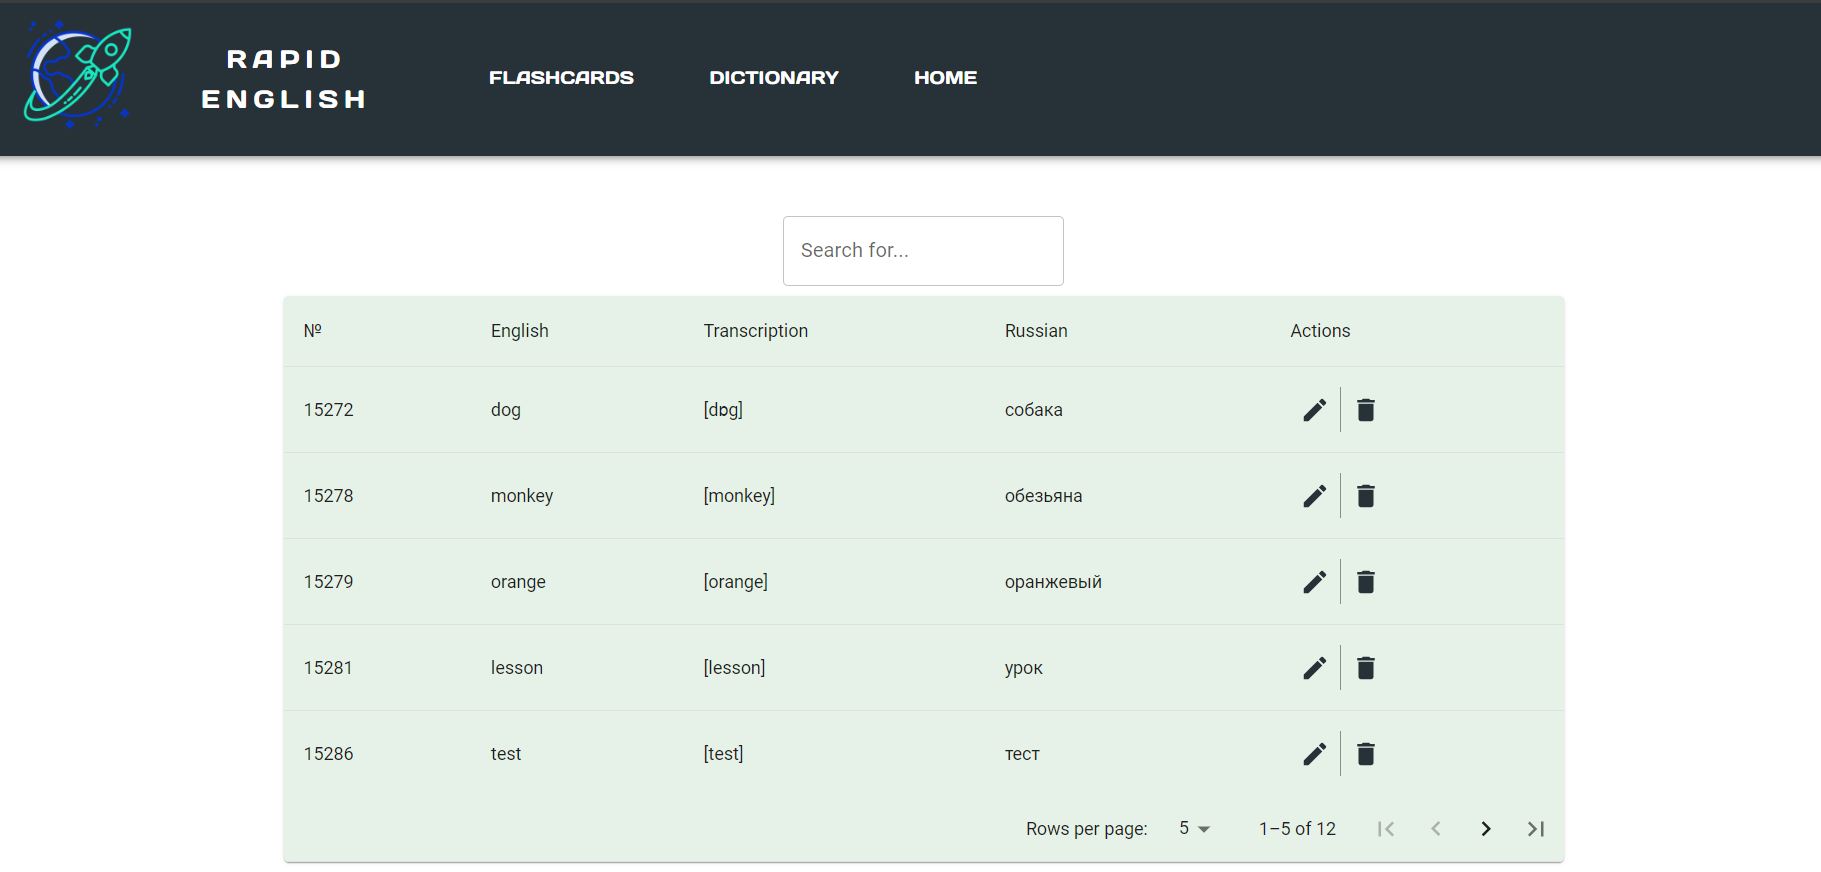 RAPID
ENGLISH
FLASHCARDS DICTIONARY HOME
Search for...
№ English Transcription Russian Actions
15272 dog [dɒg] собака
15278 monkey [monkey] обезьяна
15279 orange [orange] оранжевый
15281 lesson [lesson] урок
15286 test [test] тест
Rows per page: 5 1–5 of 12